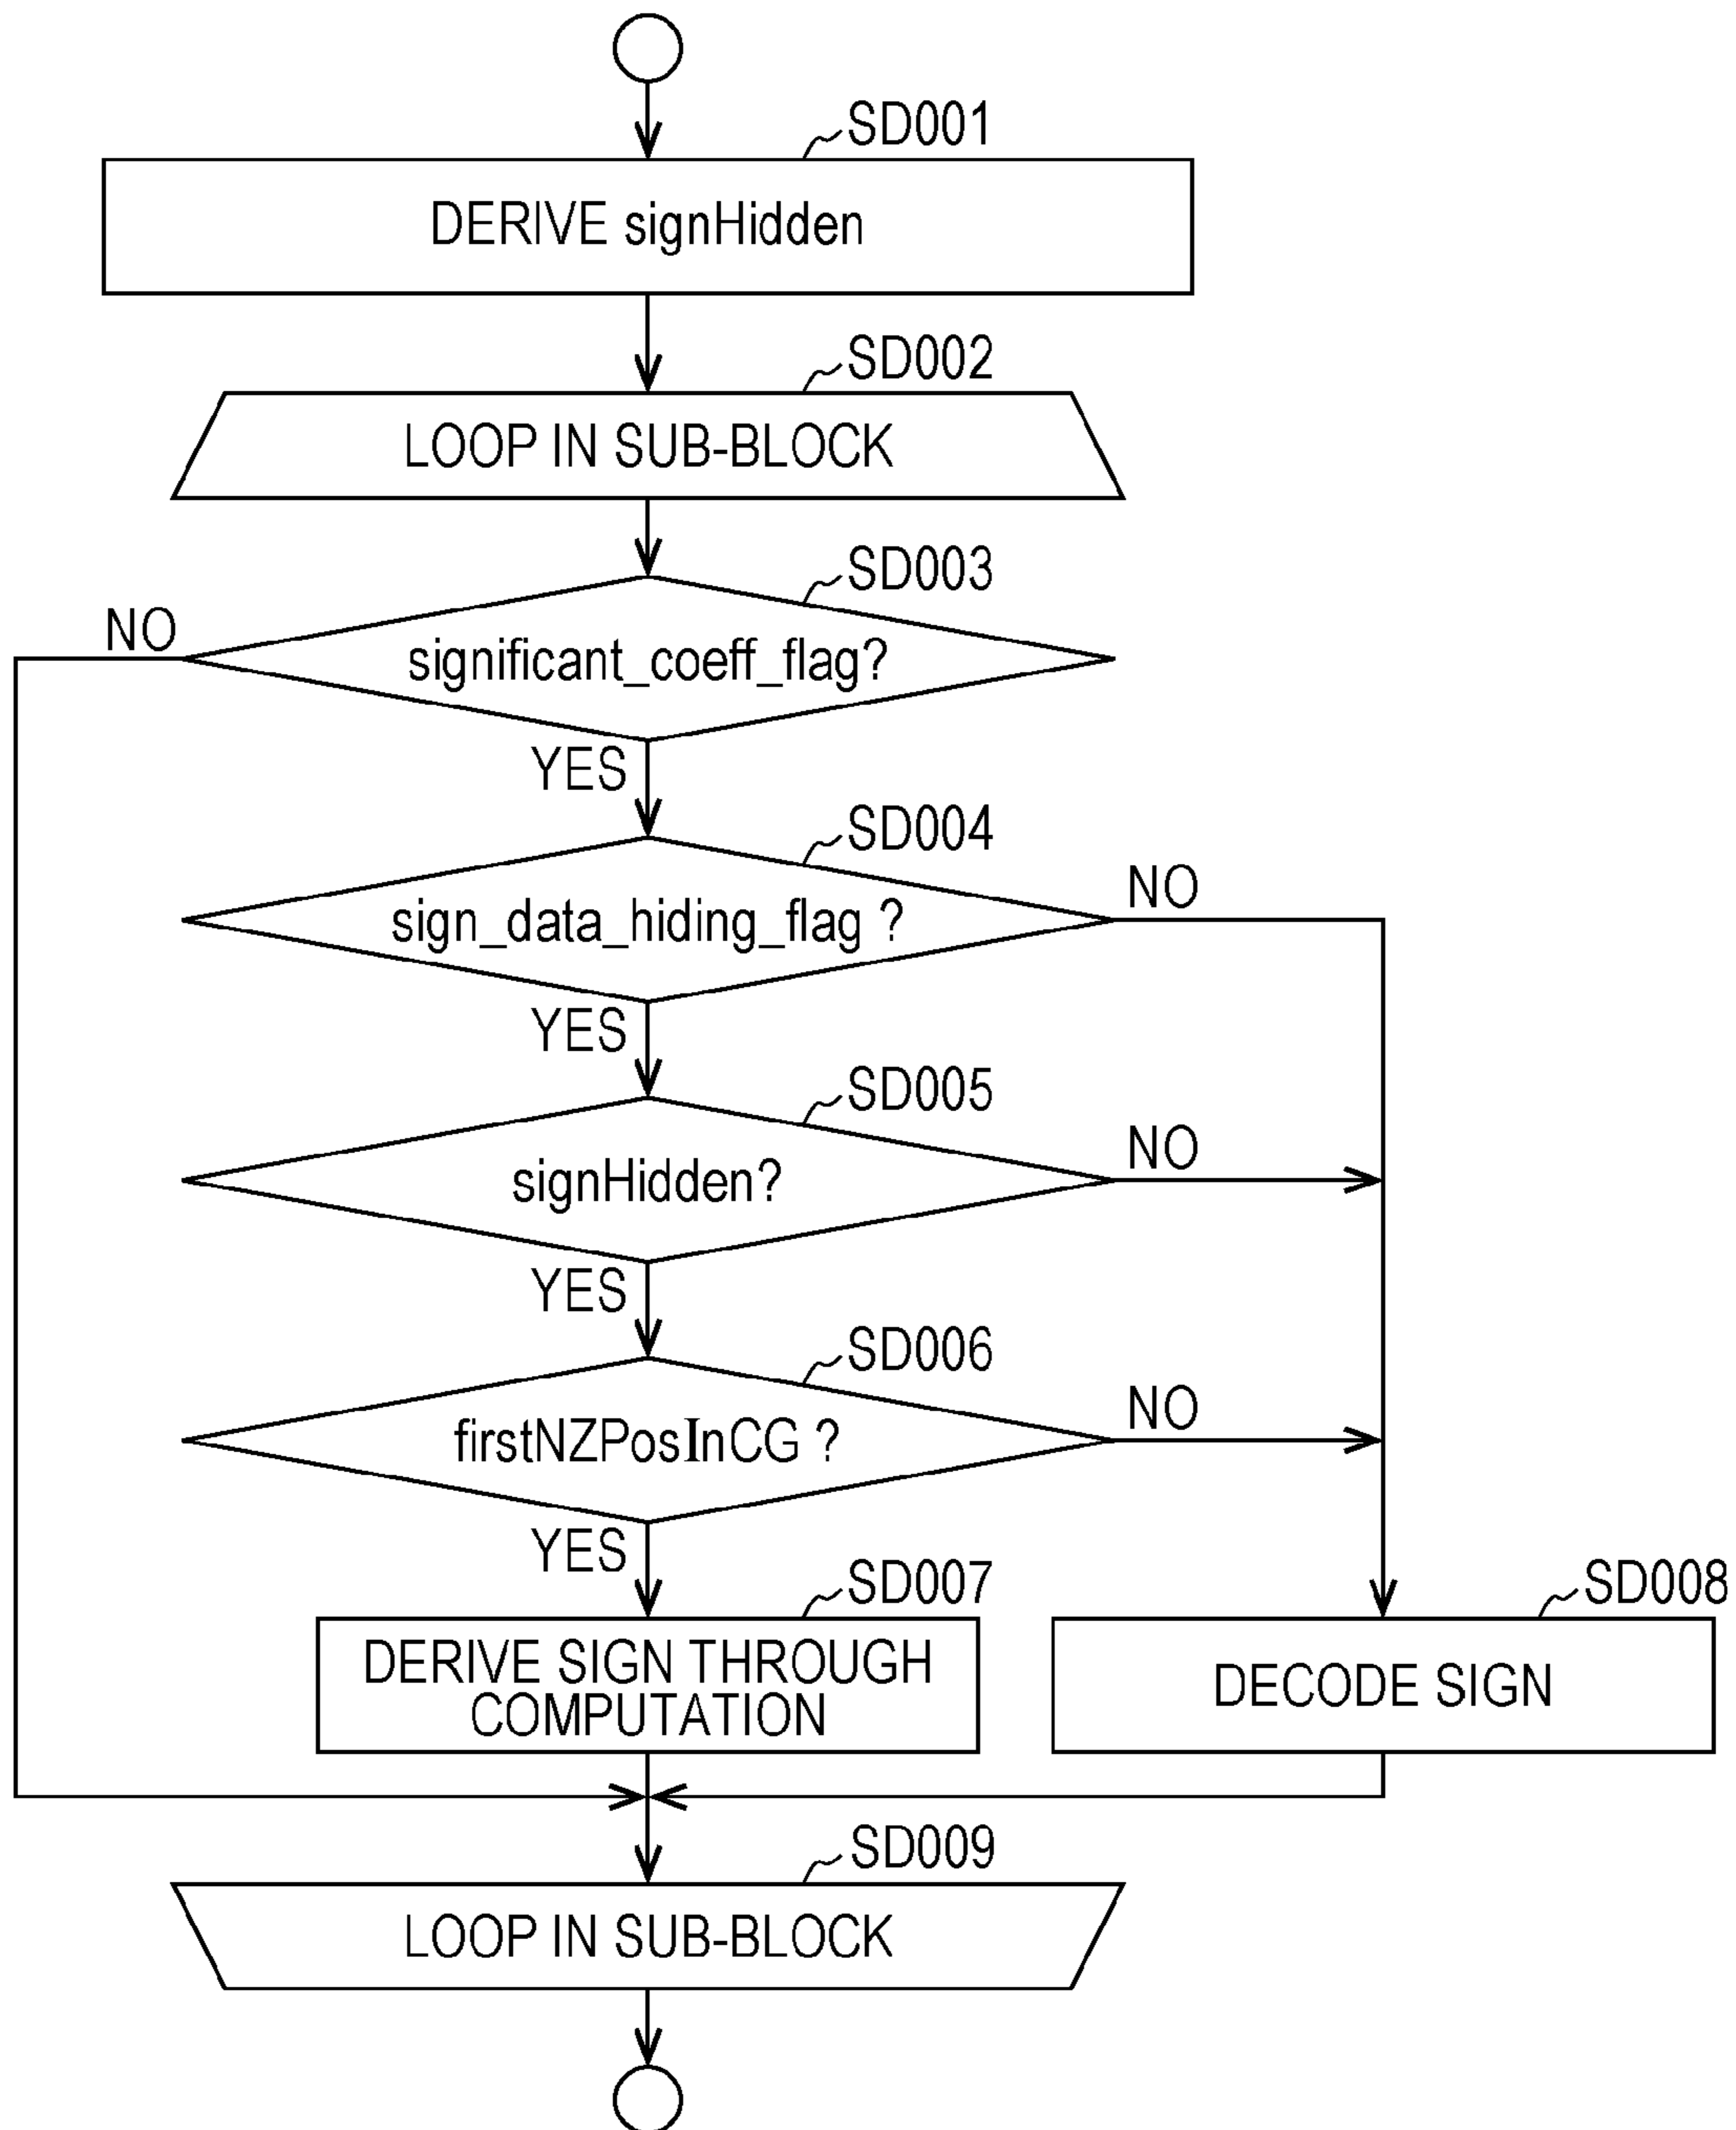 SD001
DERIVE signHidden
SD002
LOOP IN SUB-BLOCK
SD003
NO
significant_coeff_flag?
YES
SD004
NO
sign_data_hiding_flag ?
YES
SD005
NO
signHidden?
YES
SD006
NO
firstNZPosInCG ?
YES
SD007
DERIVE SIGN THROUGH
COMPUTATION
SD008
DECODE SIGN
SD009
LOOP IN SUB-BLOCK